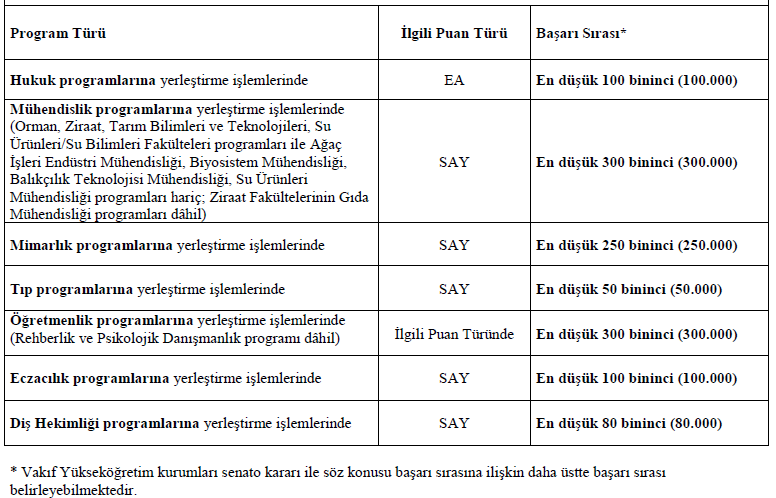 Program Türü İlgili Puan Türü Başarı Sırası*
Hukuk programlarına yerleştirme işlemlerinde EA En düşük 100 bininci (100.000)
Mühendislik programlarına yerleştirme işlemlerinde
(Orman, Ziraat, Tarım Bilimleri ve Teknolojileri, Su
Ürünleri/Su Bilimleri Fakülteleri programları ile Ağaç
İşleri Endüstri Mühendisliği, Biyosistem Mühendisliği,
Balıkçılık Teknolojisi Mühendisliği, Su Ürünleri
Mühendisliği programları hariç; Ziraat Fakültelerinin Gıda
Mühendisliği programları dâhil)
SAY En düşük 300 bininci (300.000)
Mimarlık programlarına yerleştirme işlemlerinde SAY En düşük 250 bininci (250.000)
Tıp programlarına yerleştirme işlemlerinde SAY En düşük 50 bininci (50.000)
Öğretmenlik programlarına yerleştirme işlemlerinde
(Rehberlik ve Psikolojik Danışmanlık programı dâhil)
İlgili Puan Türünde En düşük 300 bininci (300.000)
Eczacılık programlarına yerleştirme işlemlerinde SAY En düşük 100 bininci (100.000)
Diş Hekimliği programlarına yerleştirme işlemlerinde SAY En düşük 80 bininci (80.000)
* Vakıf Yükseköğretim kurumları senato kararı ile söz konusu başarı sırasına ilişkin daha üstte başarı sırası
belirleyebilmektedir.